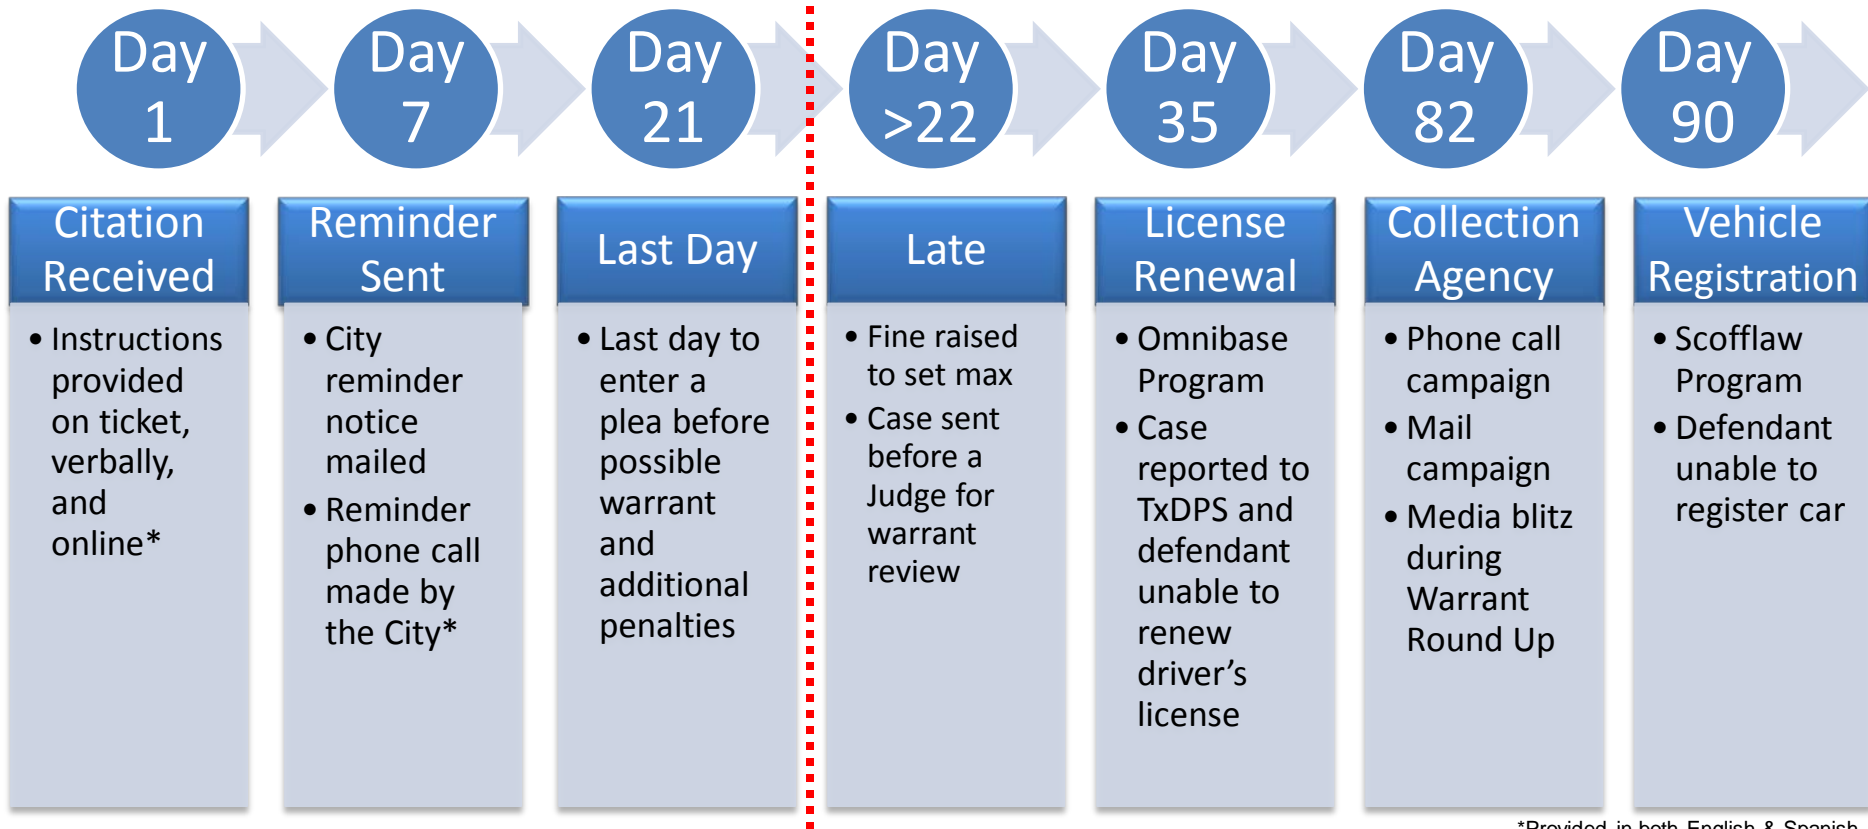 Day
1
Day
7
Day
21
Day
>22
Day
35
Day
82
Day
90
Citation
Received
• Instructions
provided
on ticket,
verbally,
and
online*
Reminder
Sent
• City
reminder
notice
mailed
• Reminder
phone call
made by
the City*
Last Day
• Last day to
enter a
plea before
possible
warrant
and
additional
penalties
Late
• Fine raised
to set max
• Case sent
before a
Judge for
warrant
review
License
Renewal
• Omnibase
Program
• Case
reported to
TxDPS and
defendant
unable to
renew
driver’s
license
Collection
Agency
• Phone call
campaign
• Mail
campaign
• Media blitz
during
Warrant
Round Up
Vehicle
Registration
• Scofflaw
Program
• Defendant
unable to
register car
*Provided in both English & Spanish